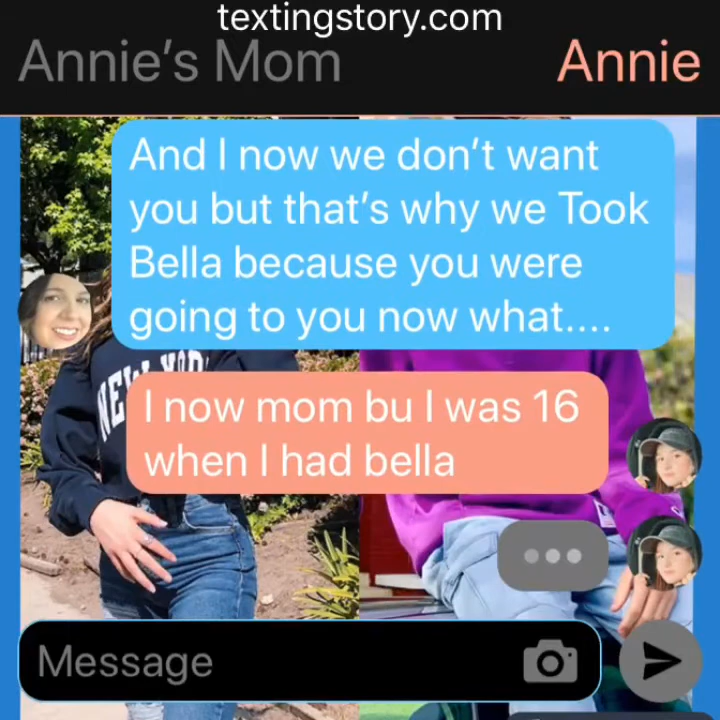 textingstory.com
Annie's Mom
Annie
And I now we don't want
you but that's why we Took
Bella because you were
going to you now what....
I now mom bu I was 16
when I had bella
Message